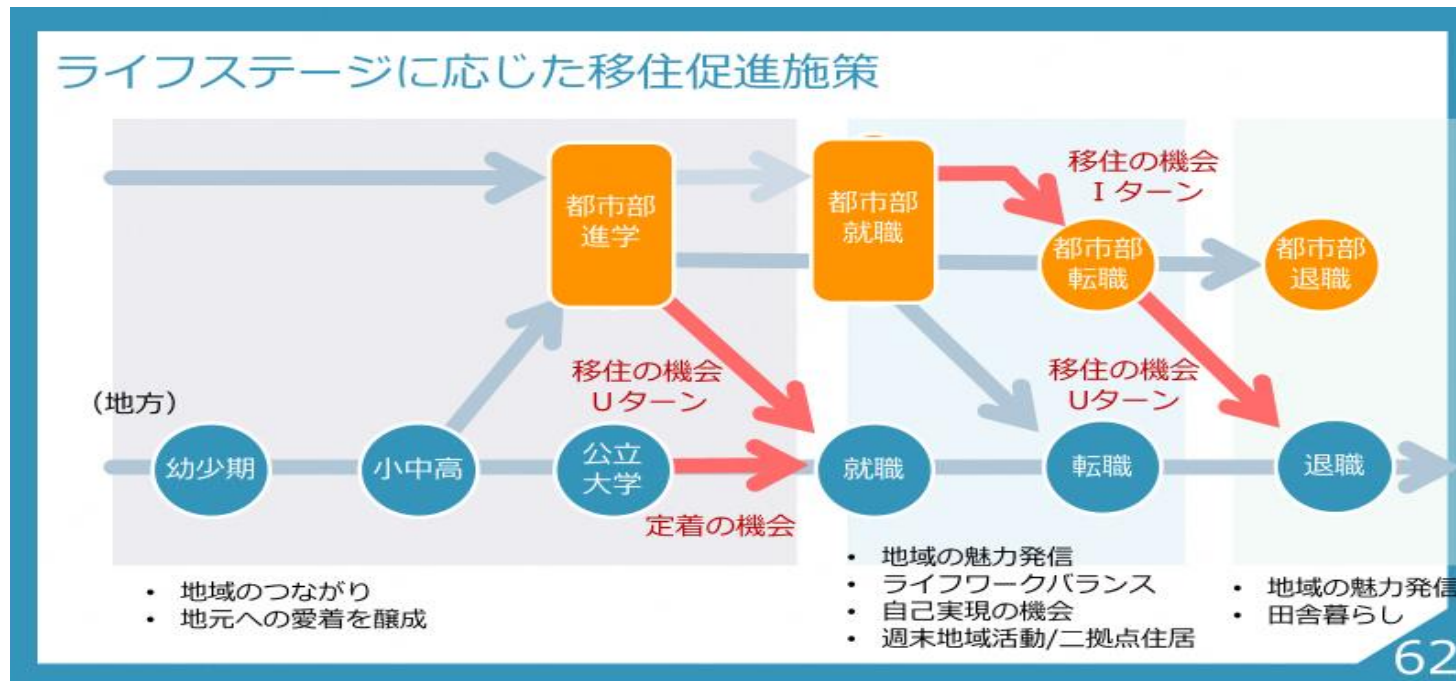 ライフステージに応じた移住促進施策
都市部
進学
都市部
就職
移住の機会
Ｉターン
都市部
転職
都市部
退職
移住の機会
Uターン
移住の機会
Uターン
（地方）
幼少期
小中高
公立
大学
就職
転職
退職
定着の機会
• 地域のつながり
• 地元への愛着を醸成
• 地域の魅力発信
• ライフワークバランス
• 自己実現の機会
• 週末地域活動/二拠点住居
• 地域の魅力発信
• 田舎暮らし
62